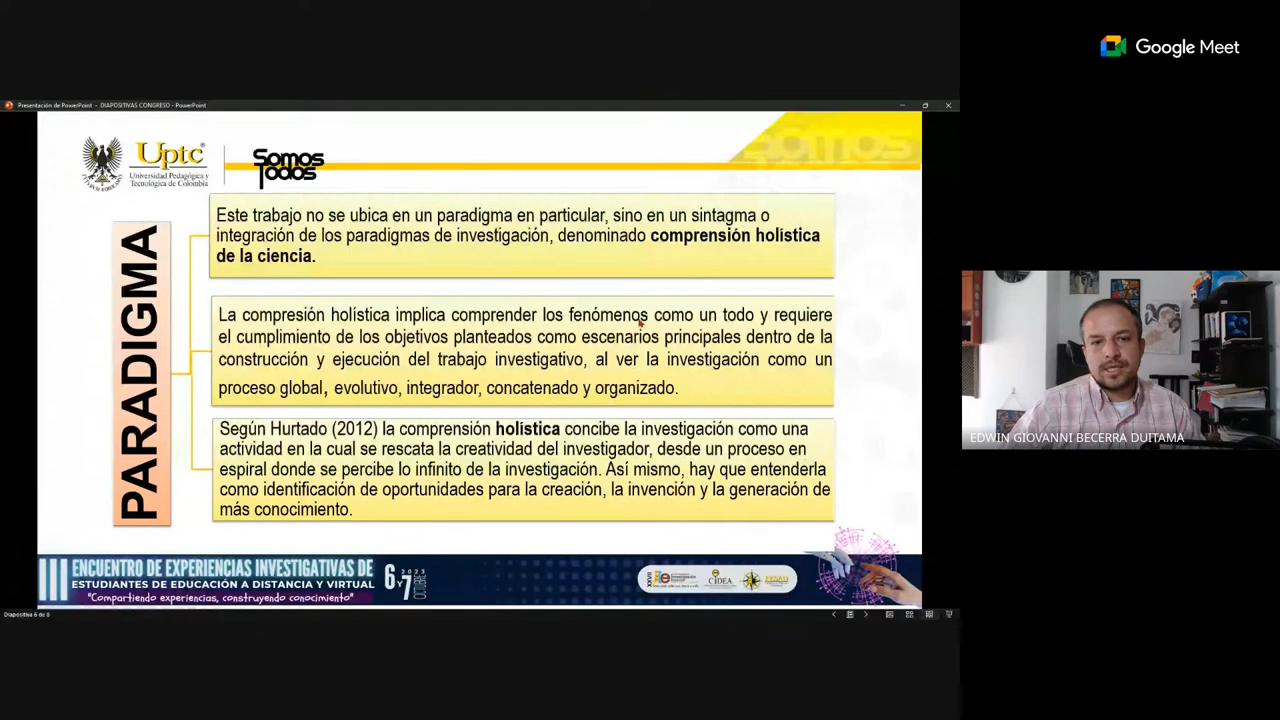 Google Meet
Presentación de PowerPoint - DIAPOSITIVAS CONGRESO - PowerPoint
Uptc
Universidad Pedagógica y
Tecnológica de Colombia
Somos
Todos
SOMOS
PARADIGMA
Este trabajo no se ubica en un paradigma en particular, sino en un sintagma o
integración de los paradigmas de investigación, denominado comprensión holística
de la ciencia.
La compresión holística implica comprender los fenómenos como un todo y requiere
el cumplimiento de los objetivos planteados como escenarios principales dentro de la
construcción y ejecución del trabajo investigativo, al ver la investigación como un
proceso global, evolutivo, integrador, concatenado y organizado.
Según Hurtado (2012) la comprensión holística concibe la investigación como una
actividad en la cual se rescata la creatividad del investigador, desde un proceso en
espiral donde se percibe lo infinito de la investigación. Así mismo, hay que entenderla
como identificación de oportunidades para la creación, la invención y la generación de
más conocimiento.
EDWIN GIOVANNI BECERRA DUITAMA
III ENCUENTRO DE EXPERIENCIAS INVESTIGATIVAS DE
ESTUDIANTES DE EDUCACIÓN A DISTANCIA Y VIRTUAL
"Compartiendo experiencias, construyendo conocimiento"
6 y 7 2023 OCTUBRE
CIDEA
Diapositiva 6 de 8